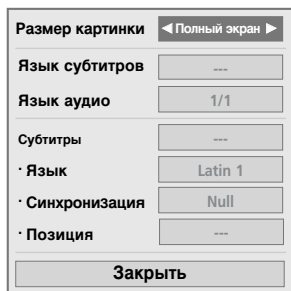 Размер картинки ◀ Полный экран ▶
Язык субтитров ---
Язык аудио 1/1
Субтитры ---
· Язык Latin 1
· Синхронизация Null
· Позиция ---
Закрыть